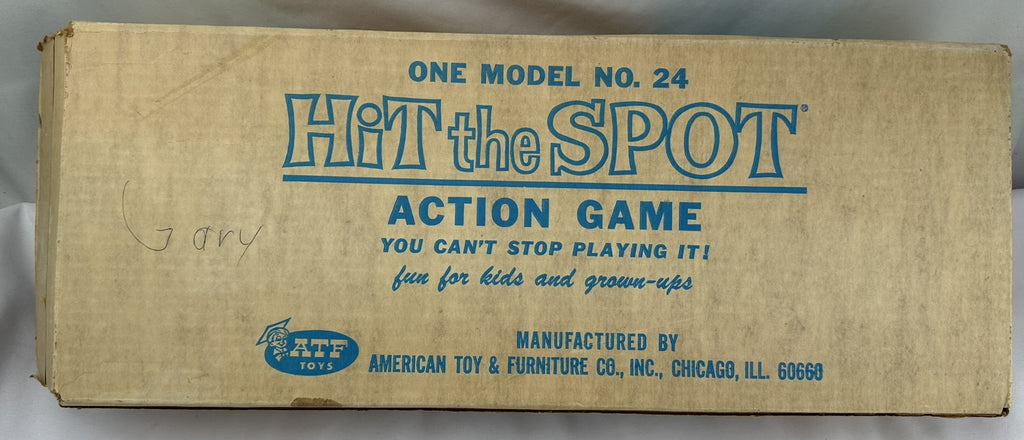 ONE MODEL NO. 24
HiT the SPOT®
ACTION GAME
YOU CAN'T STOP PLAYING IT!
fun for kids and grown-ups
Gary
ATF
TOYS
MANUFACTURED BY
AMERICAN TOY & FURNITURE CO., INC., CHICAGO, ILL. 60660